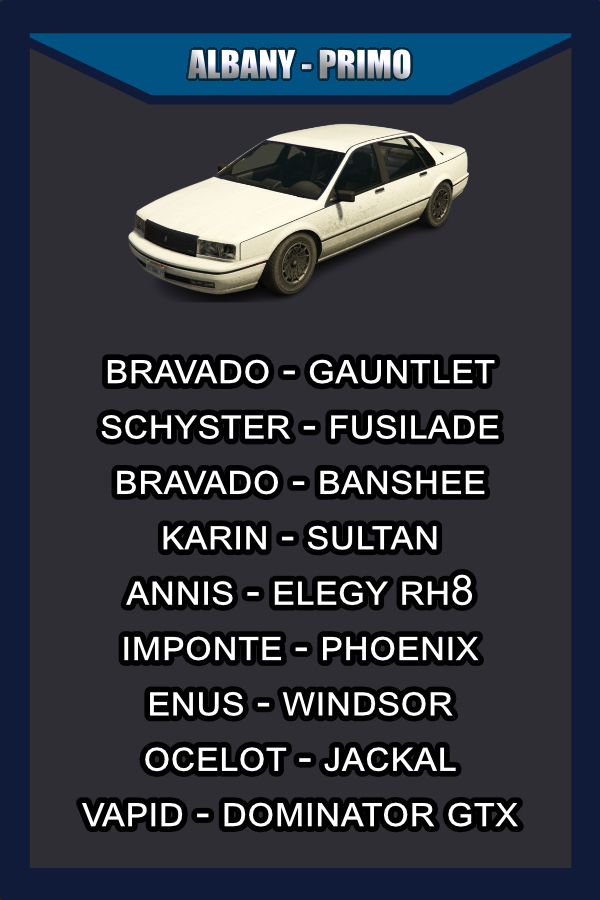 ALBANY - PRIMO
BRAVADO - GAUNTLET
SCHYSTER - FUSILADE
BRAVADO - BANSHEE
KARIN - SULTAN
ANNIS - ELEGY RH8
IMPONTE - PHOENIX
ENUS - WINDSOR
OCELOT - JACKAL
VAPID - DOMINATOR GTX